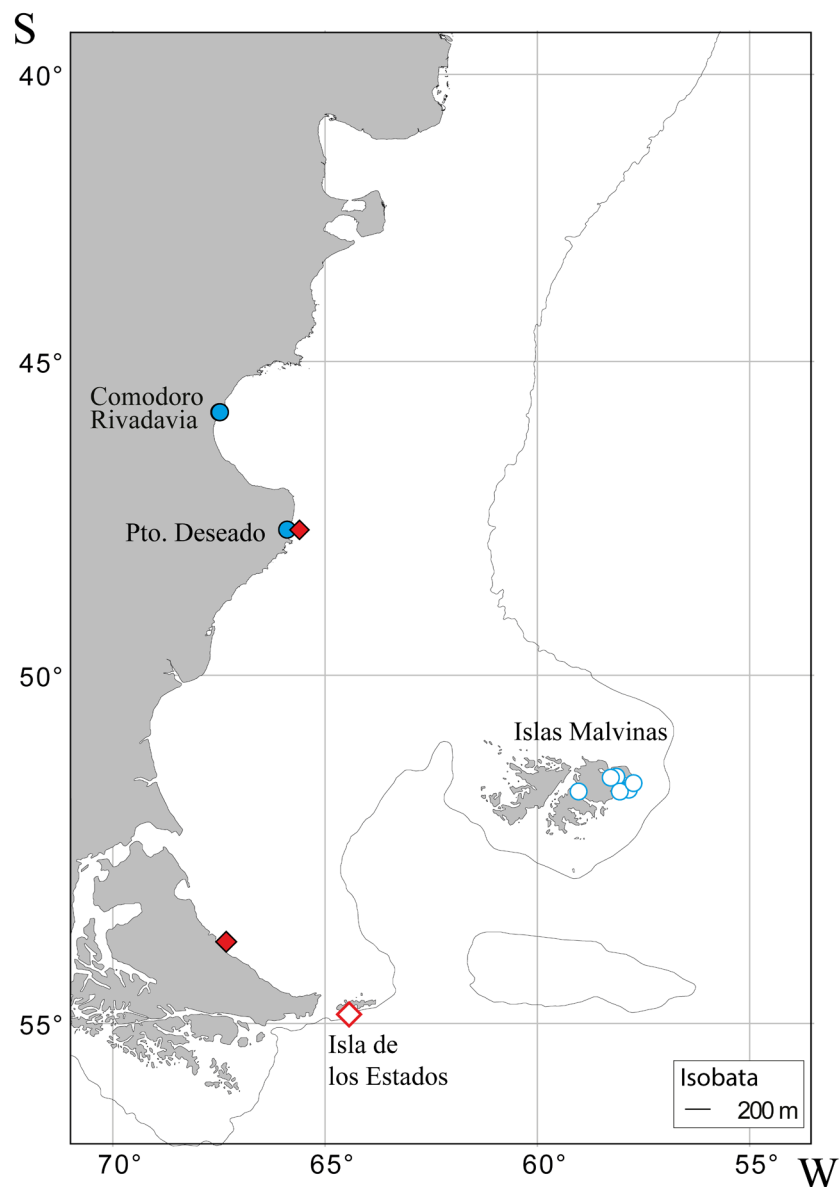 S
40°
45°
Comodoro
Rivadavia
Pto. Deseado
50°
Islas Malvinas
55°
Isla de
los Estados
Isobata
— 200 m
70° 65° 60° 55° W